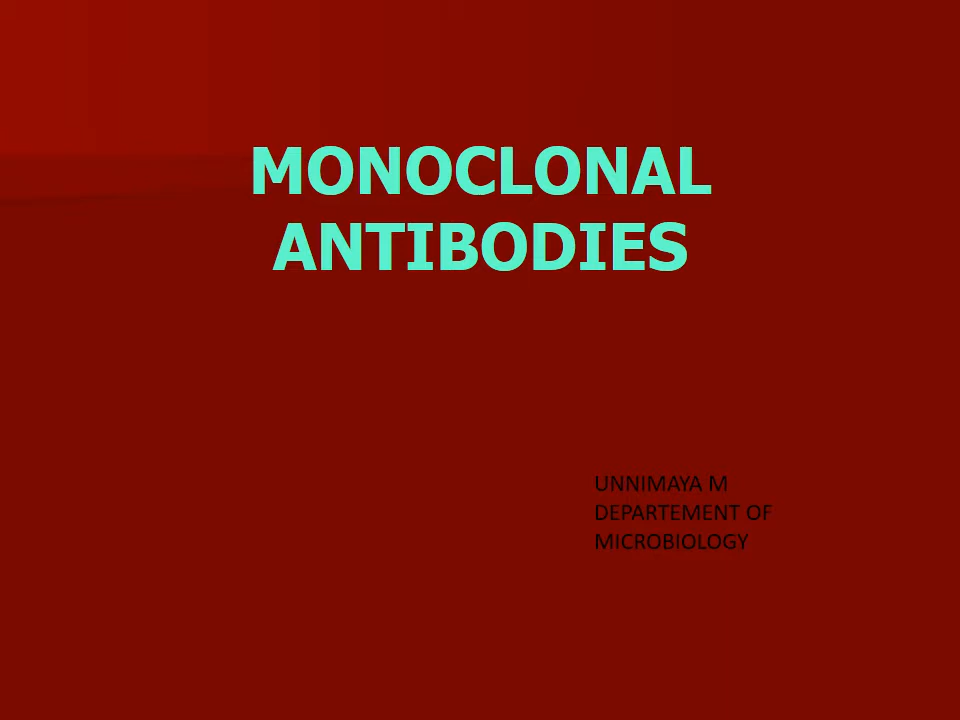 MONOCLONAL
ANTIBODIES
UNNIMAYA M
DEPARTEMENT OF
MICROBIOLOGY